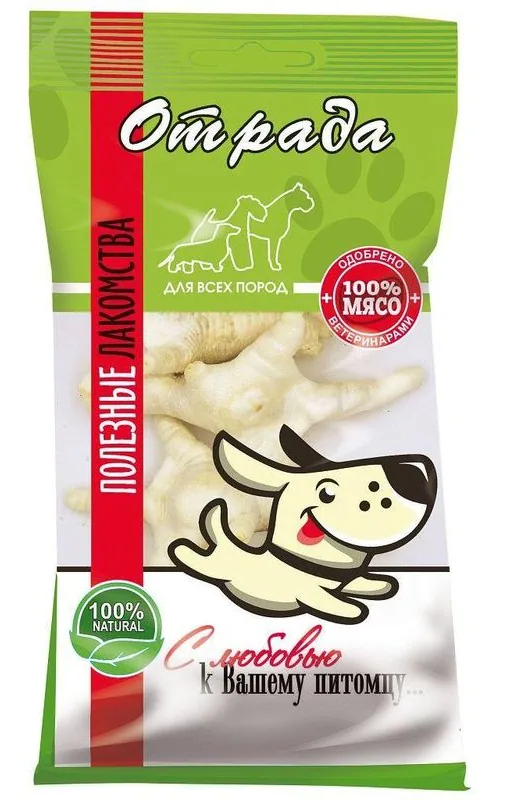 Отрада
ДЛЯ ВСЕХ ПОРОД
ОДОБРЕНО
100%
МЯСО
ВЕТЕРИНАРАМИ
ПОЛЕЗНЫЕ ЛАКОМСТВА
100%
NATURAL
С любовью
к Вашему питомцу...